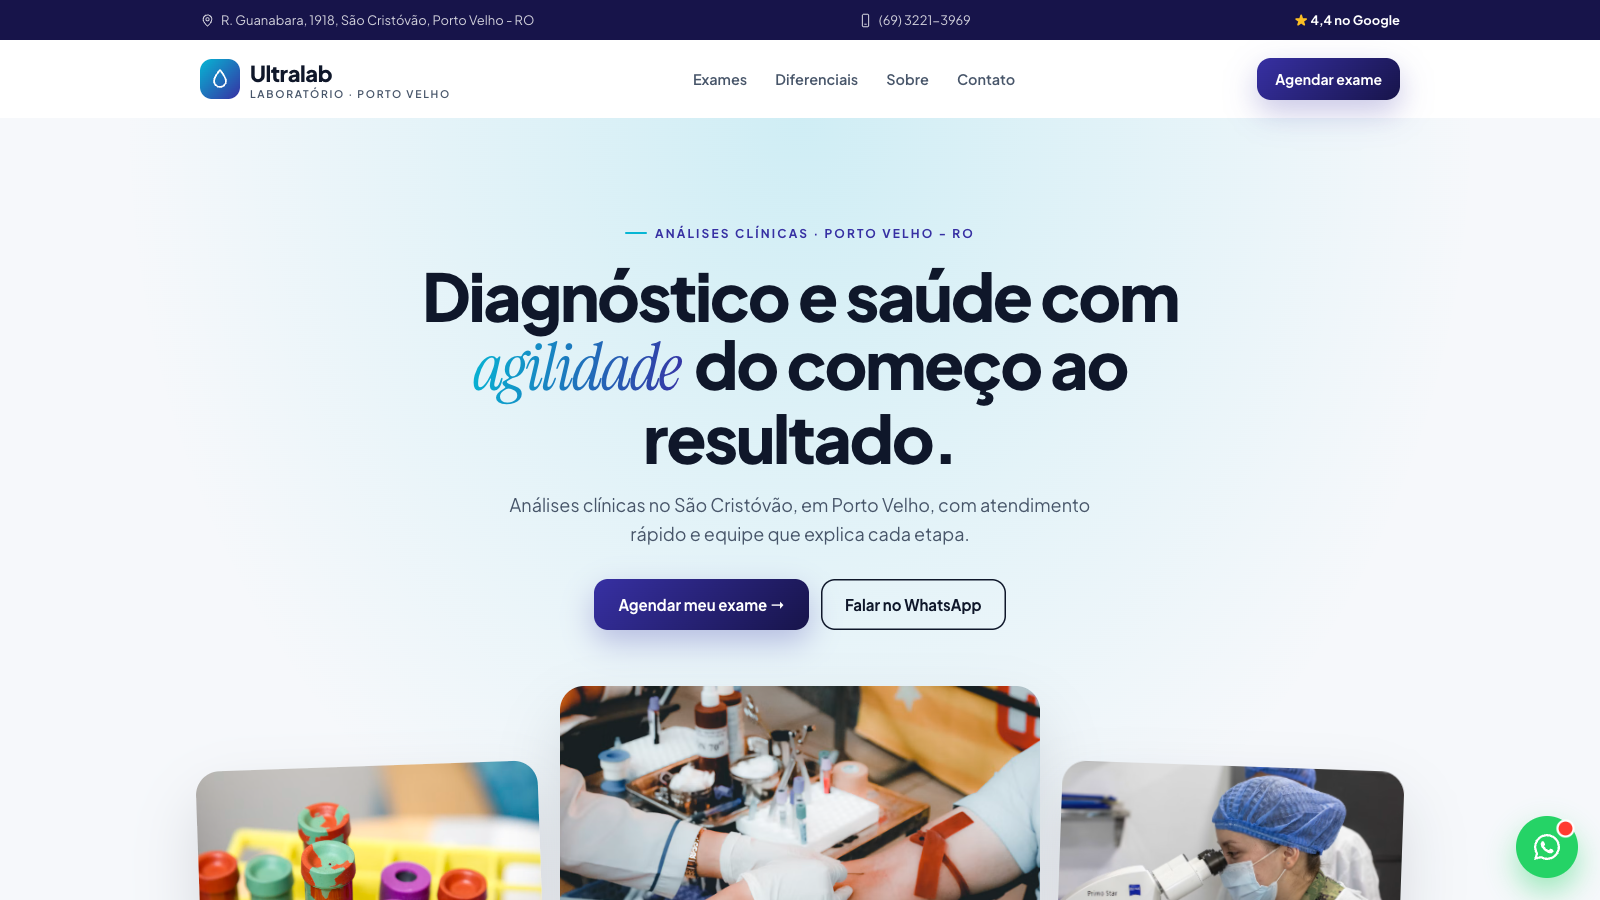 R. Guanabara, 1918, São Cristóvão, Porto Velho - RO
(69) 3221-3969
4,4 no Google
Ultralab
LABORATÓRIO · PORTO VELHO
Exames
Diferenciais
Sobre
Contato
Agendar exame
ANÁLISES CLÍNICAS · PORTO VELHO – RO
Diagnóstico e saúde com
agilidade do começo ao
resultado.
Análises clínicas no São Cristóvão, em Porto Velho, com atendimento
rápido e equipe que explica cada etapa.
Agendar meu exame →
Falar no WhatsApp
Primo Star